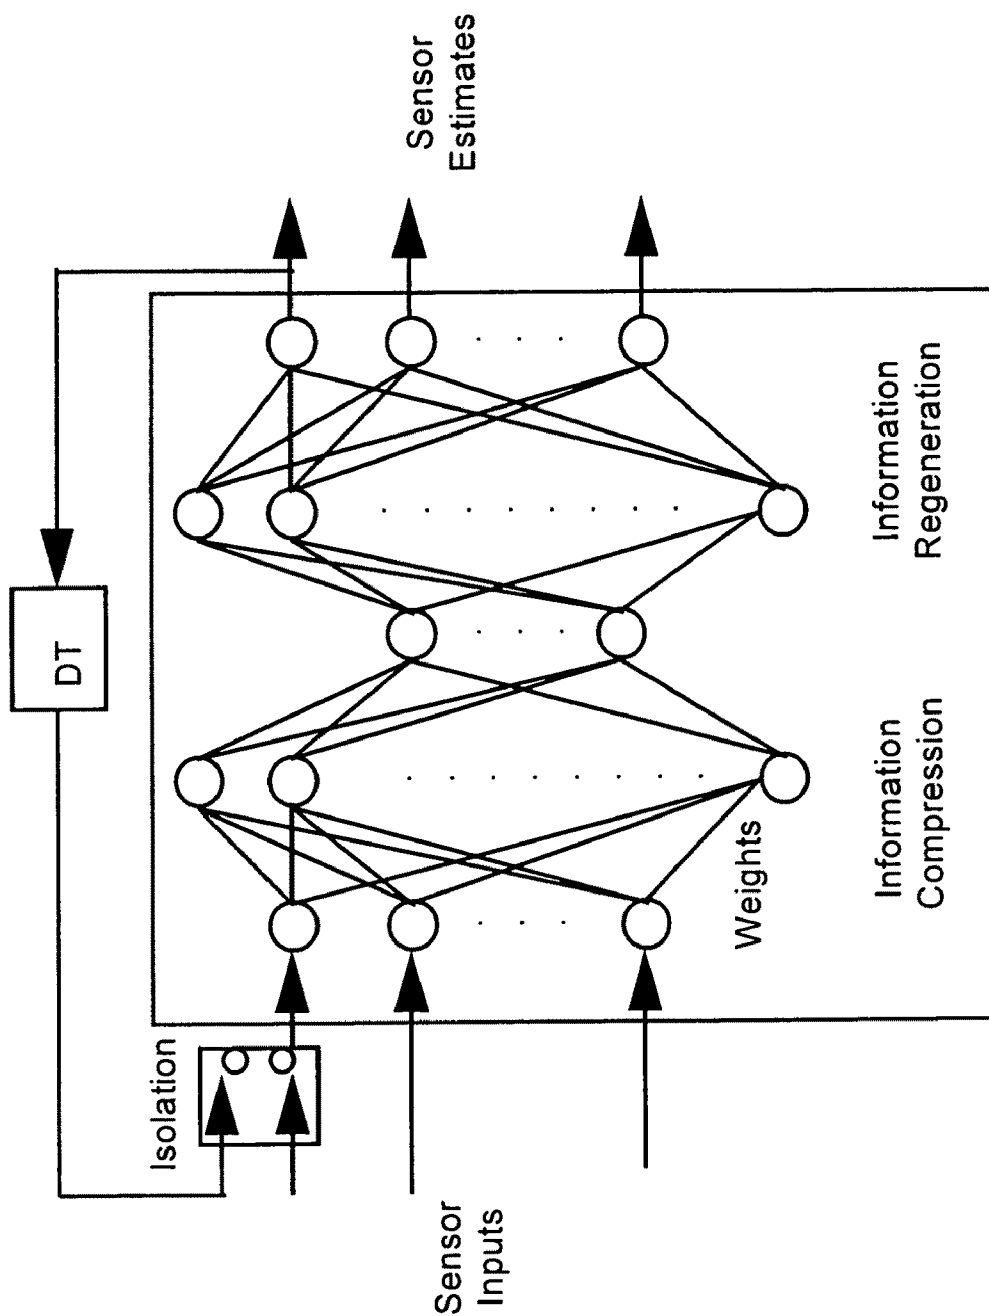 DT
Isolation
Sensor
Inputs
Sensor
Estimates
Weights
Information
Compression
Information
Regeneration